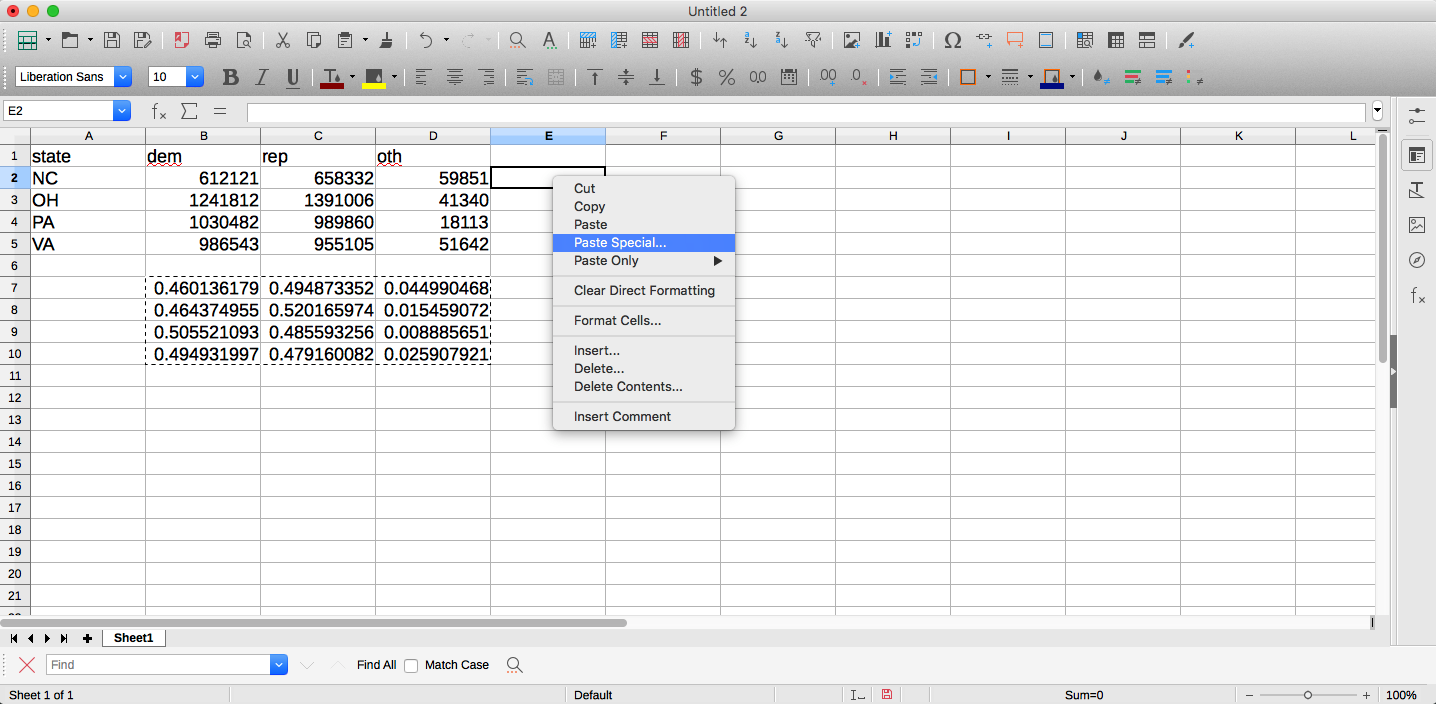 Untitled 2
Liberation Sans 10 B I U $ % 0,0 .00 .0
E2 fx Σ =
A B C D E F G H I J K L
1 state dem rep oth
2 NC 612121 658332 59851
3 OH 1241812 1391006 41340
4 PA 1030482 989860 18113
5 VA 986543 955105 51642
6
7 0.460136179 0.494873352 0.044990468
8 0.464374955 0.520165974 0.015459072
9 0.505521093 0.485593256 0.008885651
10 0.494931997 0.479160082 0.025907921
11
12
13
14
15
16
17
18
19
20
21
Cut
Copy
Paste
Paste Special...
Paste Only
Clear Direct Formatting
Format Cells...
Insert...
Delete...
Delete Contents...
Insert Comment
Sheet1
Find Find All Match Case
Sheet 1 of 1 Default Sum=0 100%